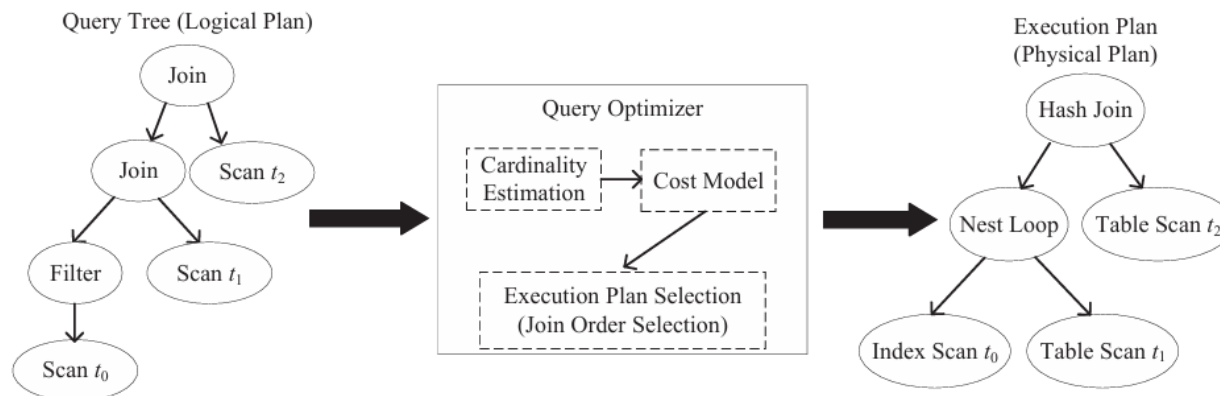 Query Tree (Logical Plan)
Join
Join
Scan t2
Filter
Scan t1
Scan t0
Query Optimizer
Cardinality
Estimation
Cost Model
Execution Plan Selection
(Join Order Selection)
Execution Plan
(Physical Plan)
Hash Join
Nest Loop
Table Scan t2
Index Scan t0
Table Scan t1